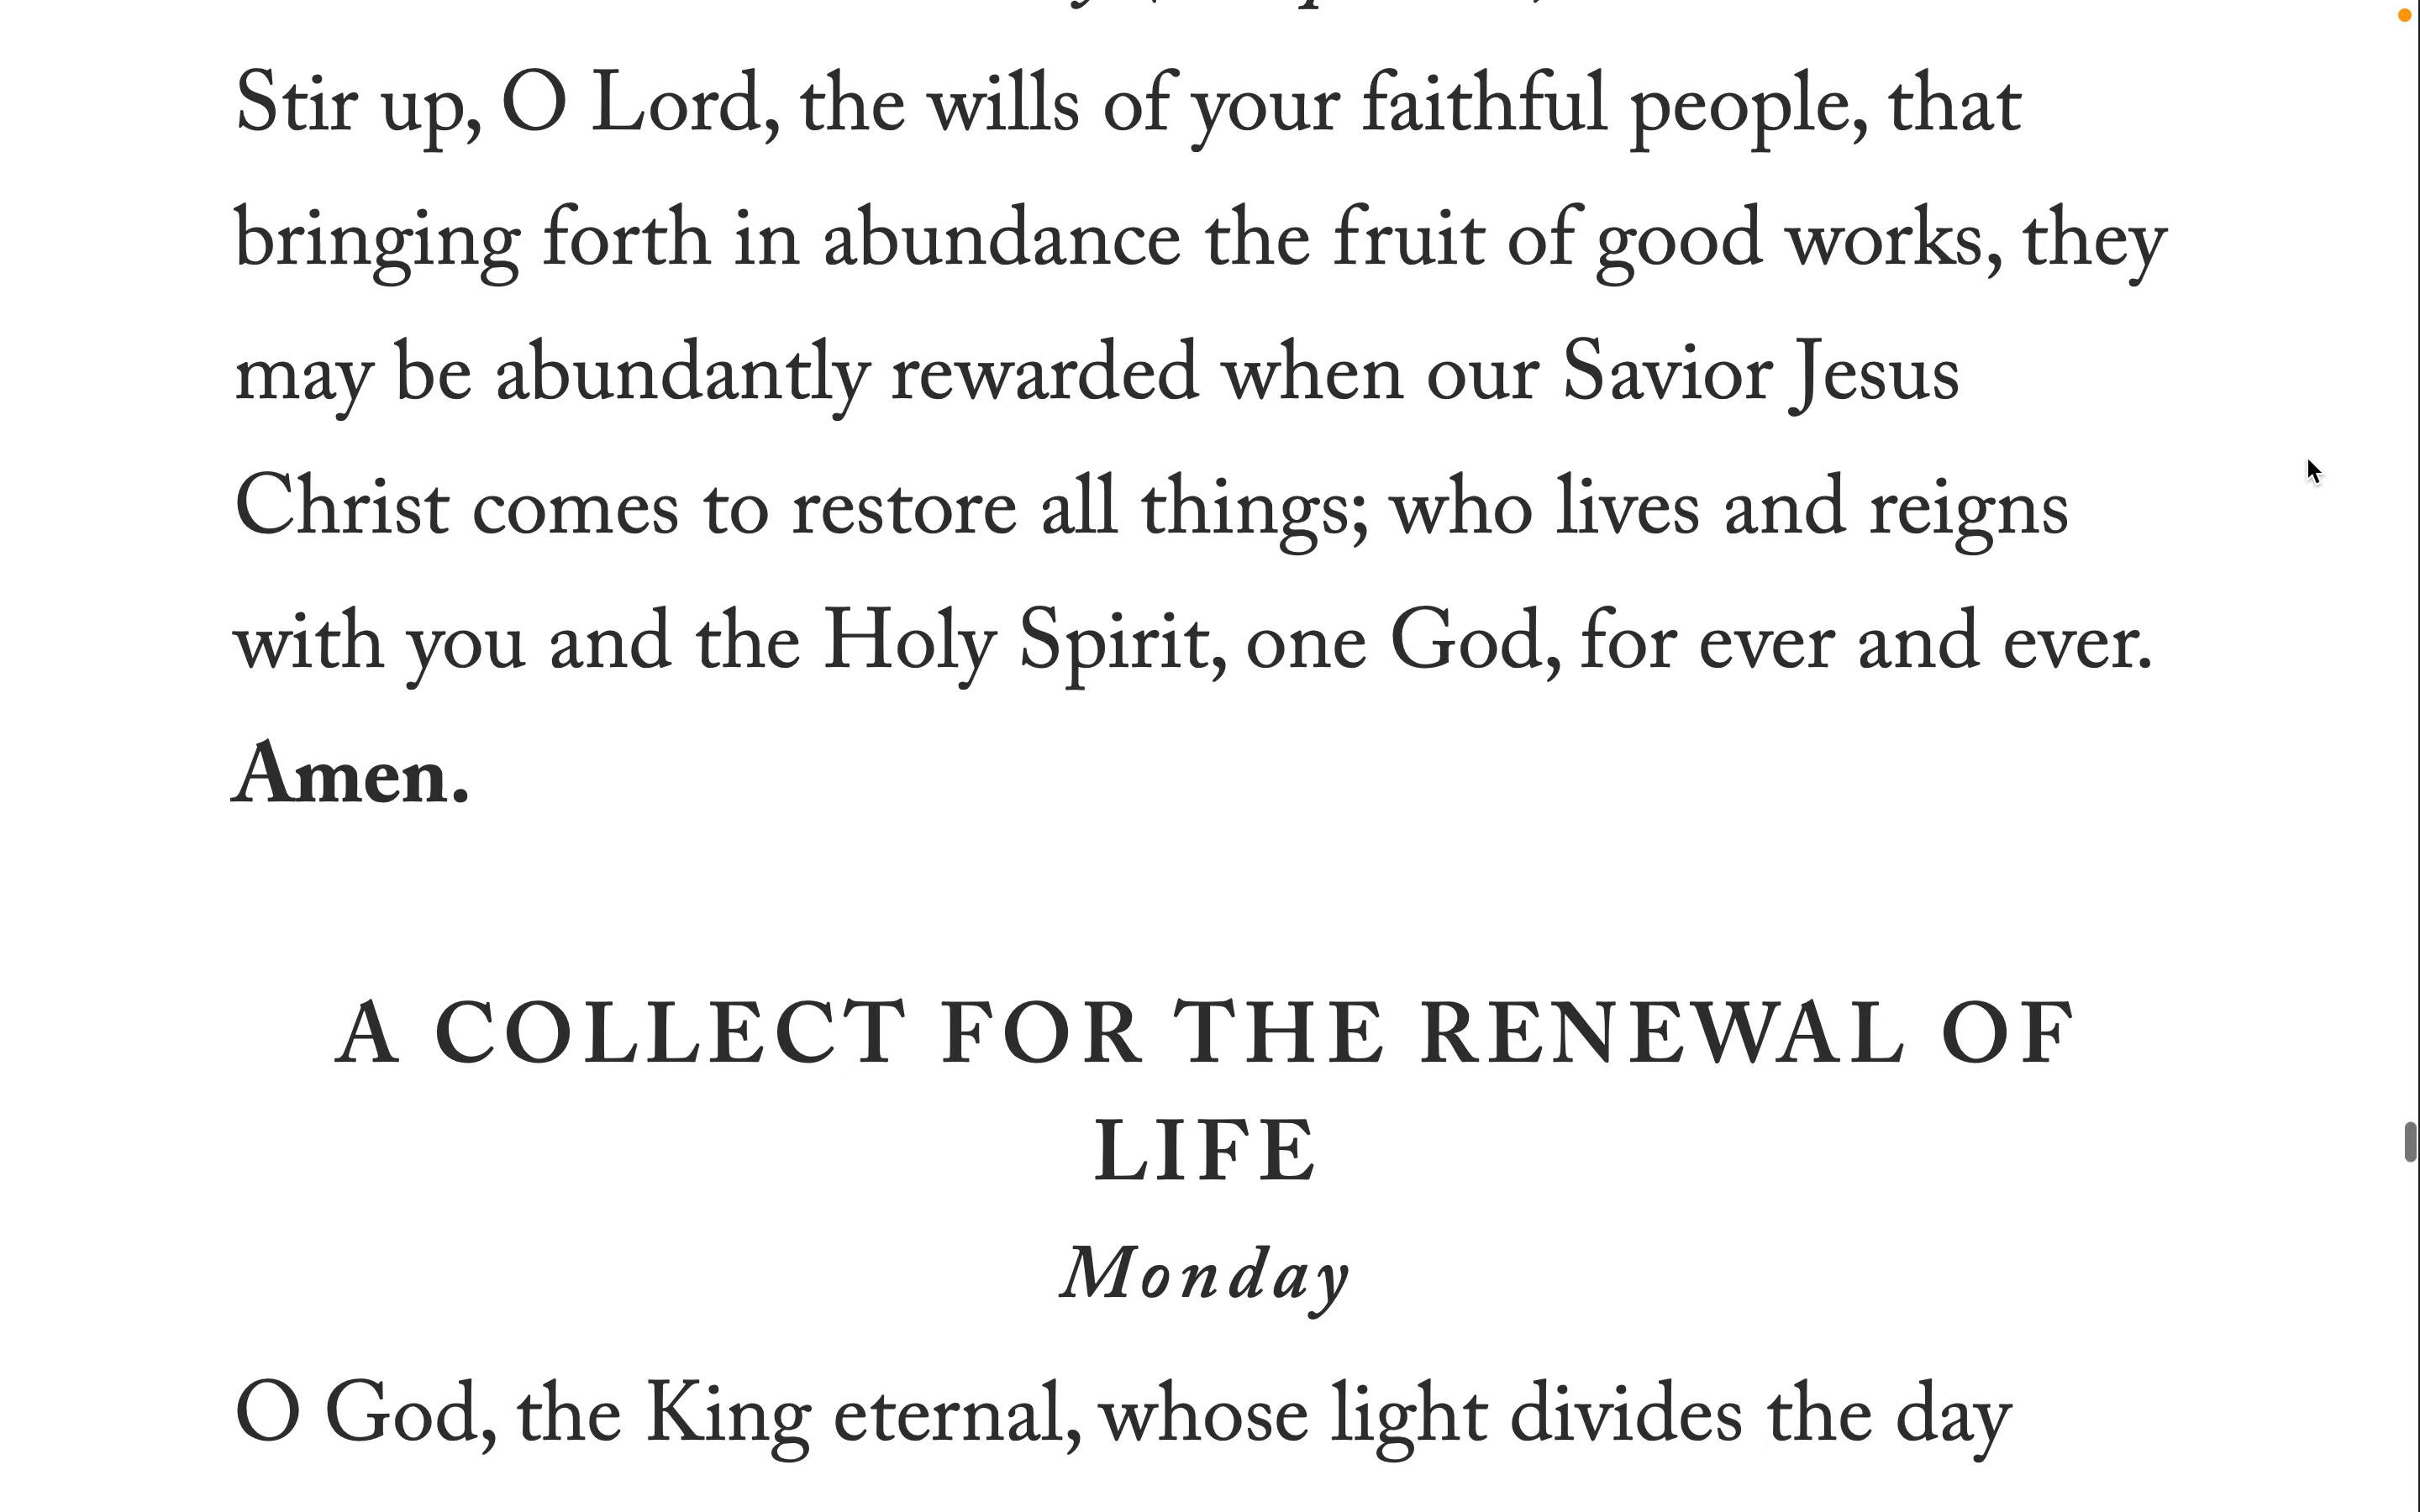 Stir up, O Lord, the wills of your faithful people, that
bringing forth in abundance the fruit of good works, they
may be abundantly rewarded when our Savior Jesus
Christ comes to restore all things; who lives and reigns
with you and the Holy Spirit, one God, for ever and ever.
Amen.
A COLLECT FOR THE RENEWAL OF
LIFE
Monday
O God, the King eternal, whose light divides the day